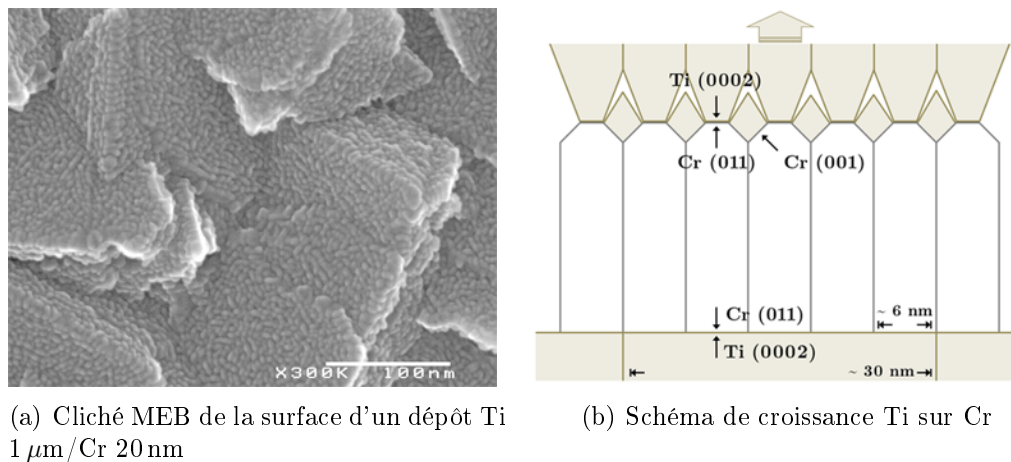 X300K 100nm
Ti (0002)
Cr (011)
Cr (001)
Cr (011)
~ 6 nm
Ti (0002)
~ 30 nm
(a) Cliché MEB de la surface d'un dépôt Ti
1 μm/Cr 20 nm
(b) Schéma de croissance Ti sur Cr